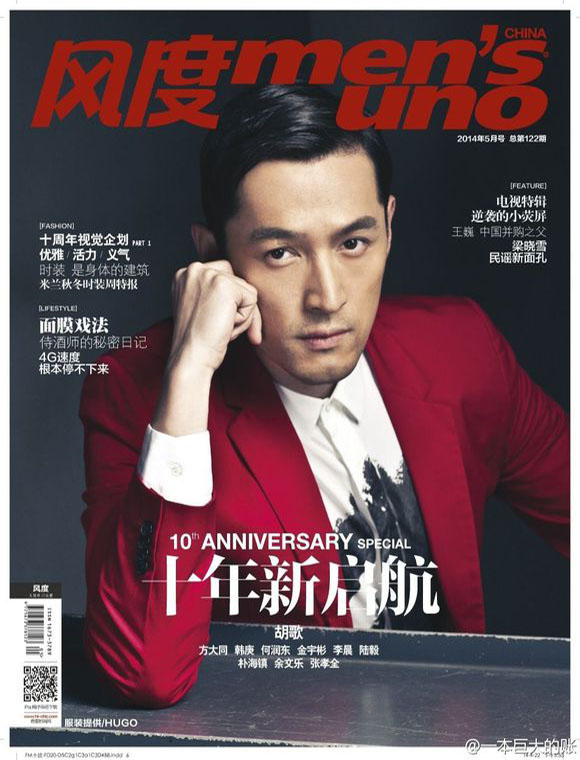 风度men's uno
CHINA
2014年5月号 总第122期
[FEATURE]
电视特辑
逆袭的小荧屏
王巍 中国并购之父
梁晓雪
民谣新面孔
[FASHION]
十周年视觉企划 PART 1
优雅 / 活力 / 义气
时装 是身体的建筑
米兰秋冬时装周特报
[LIFESTYLE]
面膜戏法
侍酒师的秘密日记
4G速度
根本停不下来
10th ANNIVERSARY SPECIAL
十年新启航
胡歌
方大同 韩庚 何润东 金宇彬 李晨 陆毅
朴海镇 余文乐 张孝全
风度
ISSN 1673-5789
服装提供/HUGO
@一本巨大的账